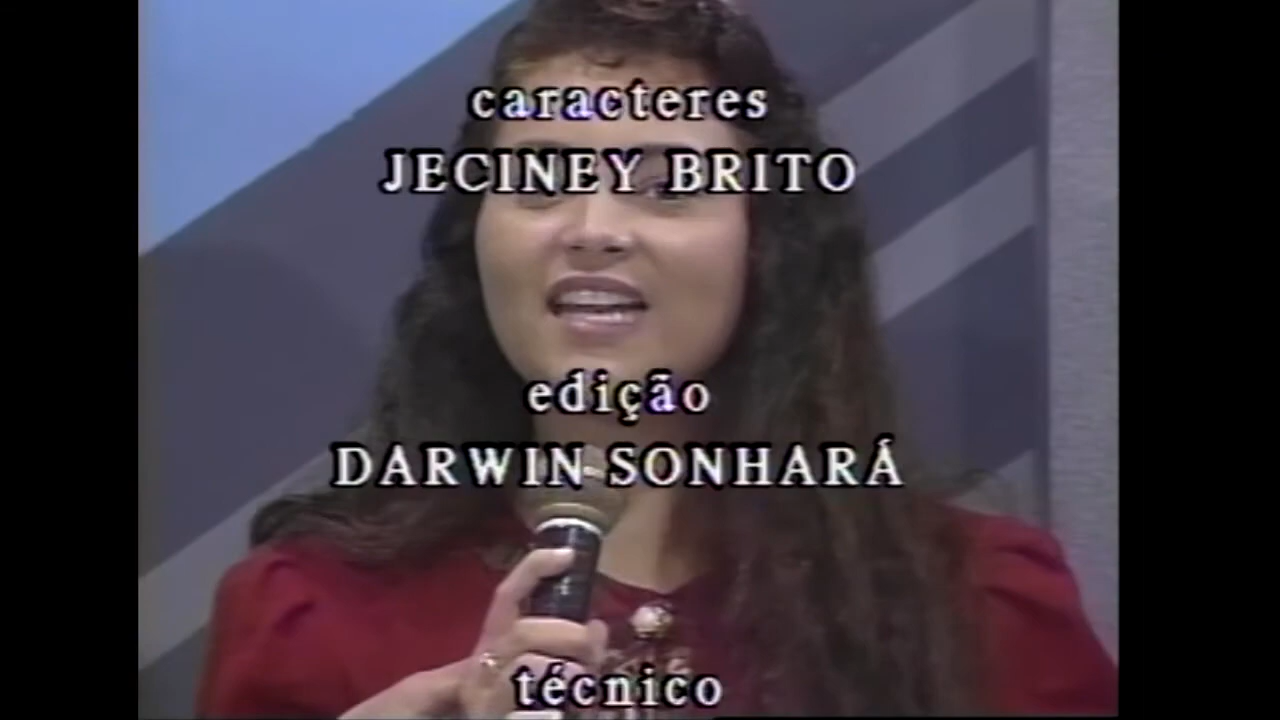 caracteres
JECINEY BRITO
edição
DARWIN SONHARÁ
técnico